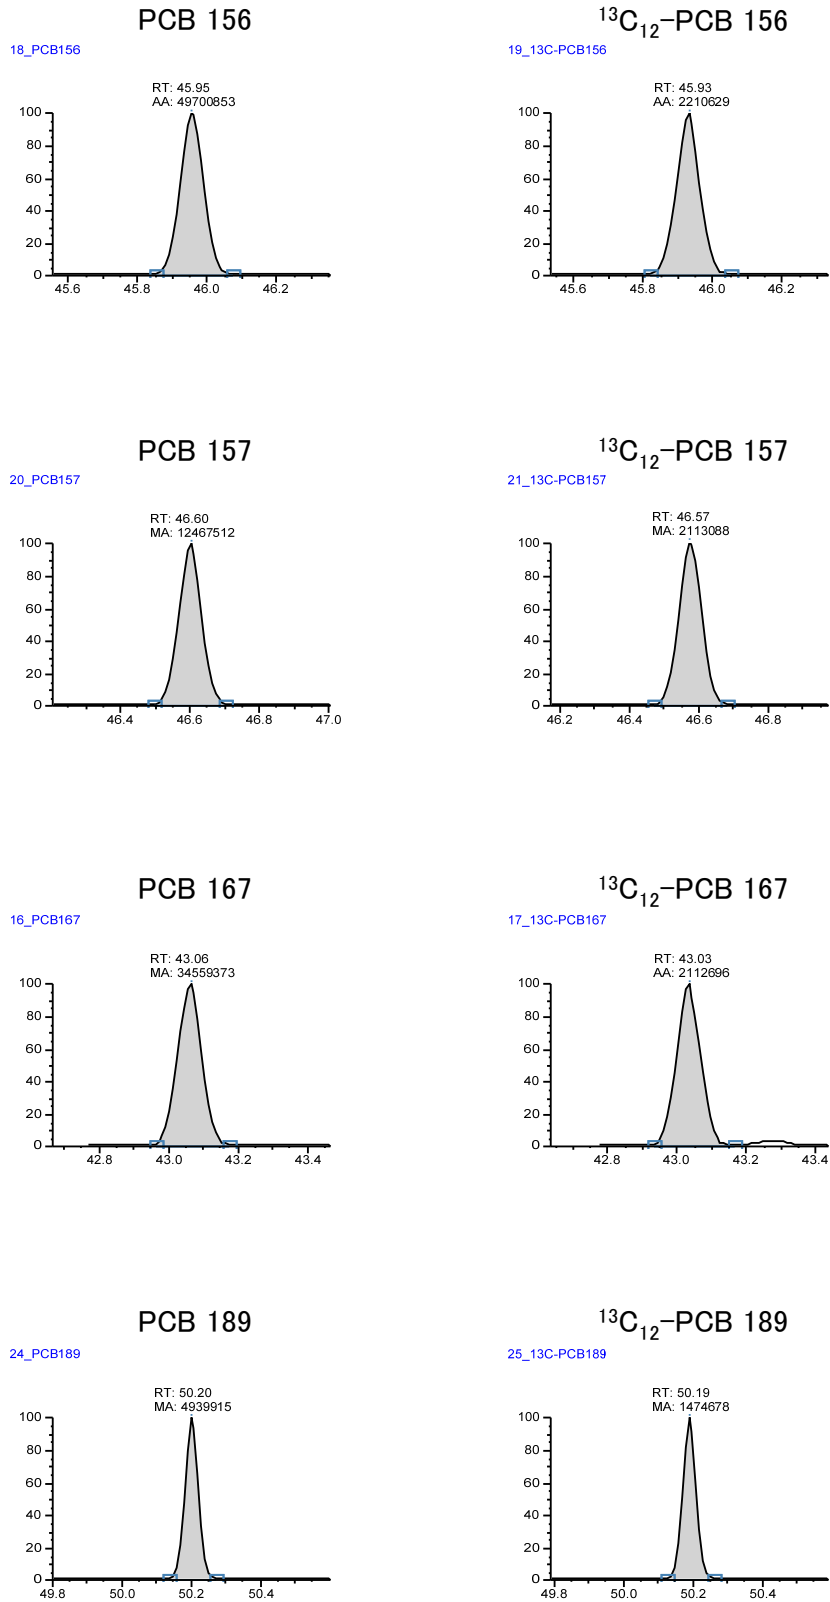 PCB 156
18_PCB156
RT: 45.95
AA: 49700853
100
80
60
40
20
0
45.6 45.8 46.0 46.2
¹³C₁₂-PCB 156
19_13C-PCB156
RT: 45.93
AA: 2210629
100
80
60
40
20
0
45.6 45.8 46.0 46.2
PCB 157
20_PCB157
RT: 46.60
MA: 12467512
100
80
60
40
20
0
46.4 46.6 46.8 47.0
¹³C₁₂-PCB 157
21_13C-PCB157
RT: 46.57
MA: 2113088
100
80
60
40
20
0
46.2 46.4 46.6 46.8
PCB 167
16_PCB167
RT: 43.06
MA: 34559373
100
80
60
40
20
0
42.8 43.0 43.2 43.4
¹³C₁₂-PCB 167
17_13C-PCB167
RT: 43.03
AA: 2112696
100
80
60
40
20
0
42.8 43.0 43.2 43.4
PCB 189
24_PCB189
RT: 50.20
MA: 4939915
100
80
60
40
20
0
49.8 50.0 50.2 50.4
¹³C₁₂-PCB 189
25_13C-PCB189
RT: 50.19
MA: 1474678
100
80
60
40
20
0
49.8 50.0 50.2 50.4